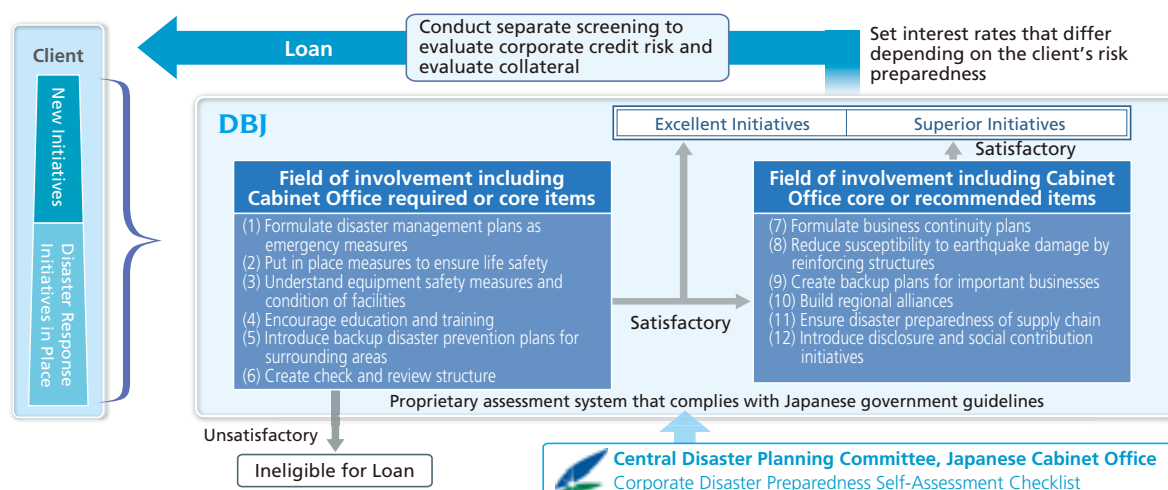 Client
New Initiatives
Disaster Response
Initiatives in Place
Loan
Conduct separate screening to
evaluate corporate credit risk and
evaluate collateral
Set interest rates that differ
depending on the client's risk
preparedness
DBJ
Excellent Initiatives
Superior Initiatives
Satisfactory
Field of involvement including
Cabinet Office required or core items
(1) Formulate disaster management plans as
emergency measures
(2) Put in place measures to ensure life safety
(3) Understand equipment safety measures and
condition of facilities
(4) Encourage education and training
(5) Introduce backup disaster prevention plans for
surrounding areas
(6) Create check and review structure
Satisfactory
Field of involvement including Cabinet
Office core or recommended items
(7) Formulate business continuity plans
(8) Reduce susceptibility to earthquake damage by
reinforcing structures
(9) Create backup plans for important businesses
(10) Build regional alliances
(11) Ensure disaster preparedness of supply chain
(12) Introduce disclosure and social contribution
initiatives
Proprietary assessment system that complies with Japanese government guidelines
Unsatisfactory
Ineligible for Loan
Central Disaster Planning Committee, Japanese Cabinet Office
Corporate Disaster Preparedness Self-Assessment Checklist